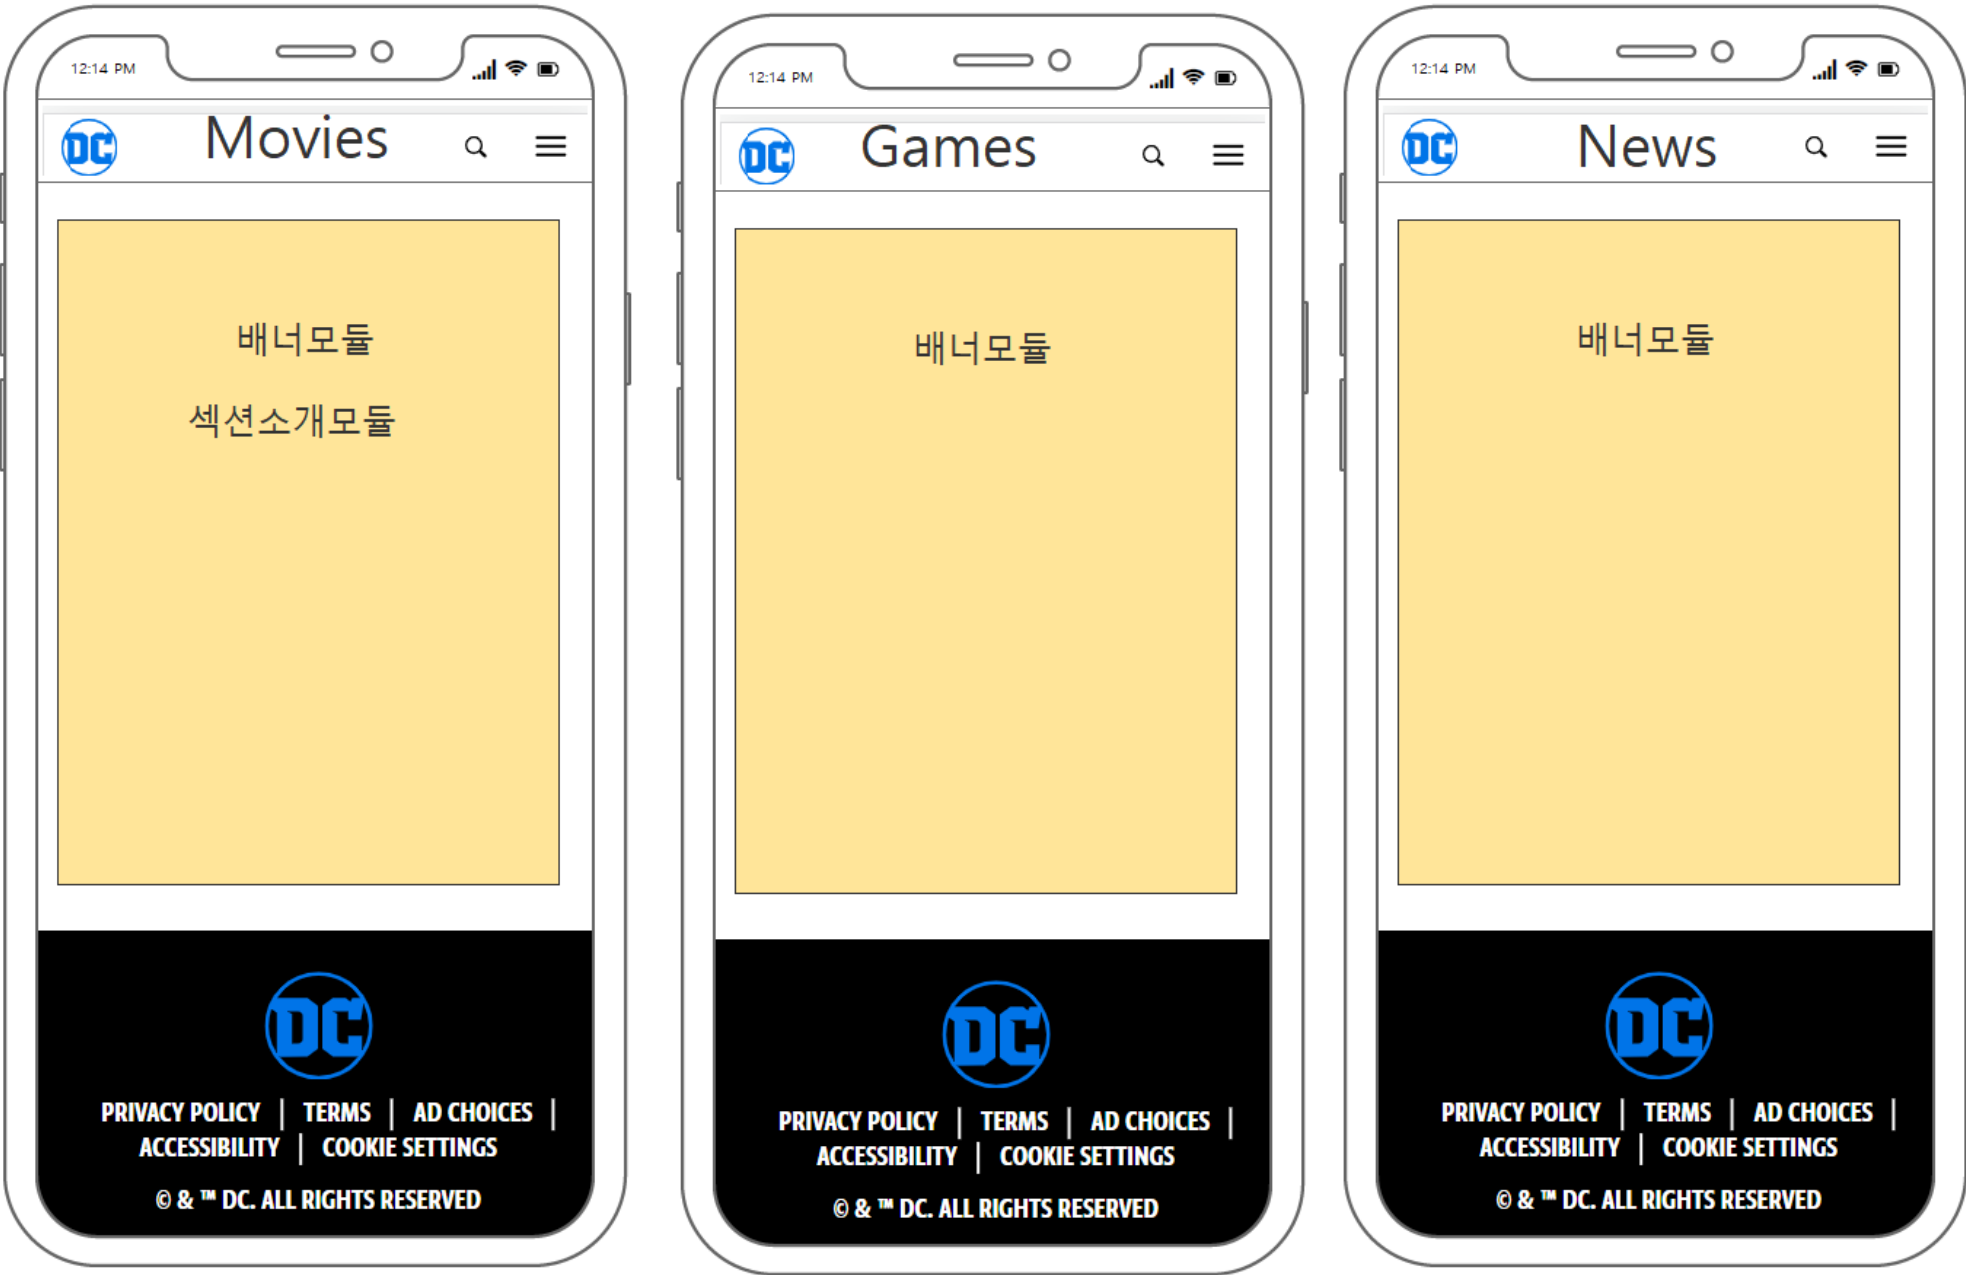 12:14 PM
DC
Movies
배너모듈
섹션소개모듈
DC
PRIVACY POLICY | TERMS | AD CHOICES |
ACCESSIBILITY | COOKIE SETTINGS
© & ™ DC. ALL RIGHTS RESERVED
12:14 PM
DC
Games
배너모듈
DC
PRIVACY POLICY | TERMS | AD CHOICES |
ACCESSIBILITY | COOKIE SETTINGS
© & ™ DC. ALL RIGHTS RESERVED
12:14 PM
DC
News
배너모듈
DC
PRIVACY POLICY | TERMS | AD CHOICES |
ACCESSIBILITY | COOKIE SETTINGS
© & ™ DC. ALL RIGHTS RESERVED